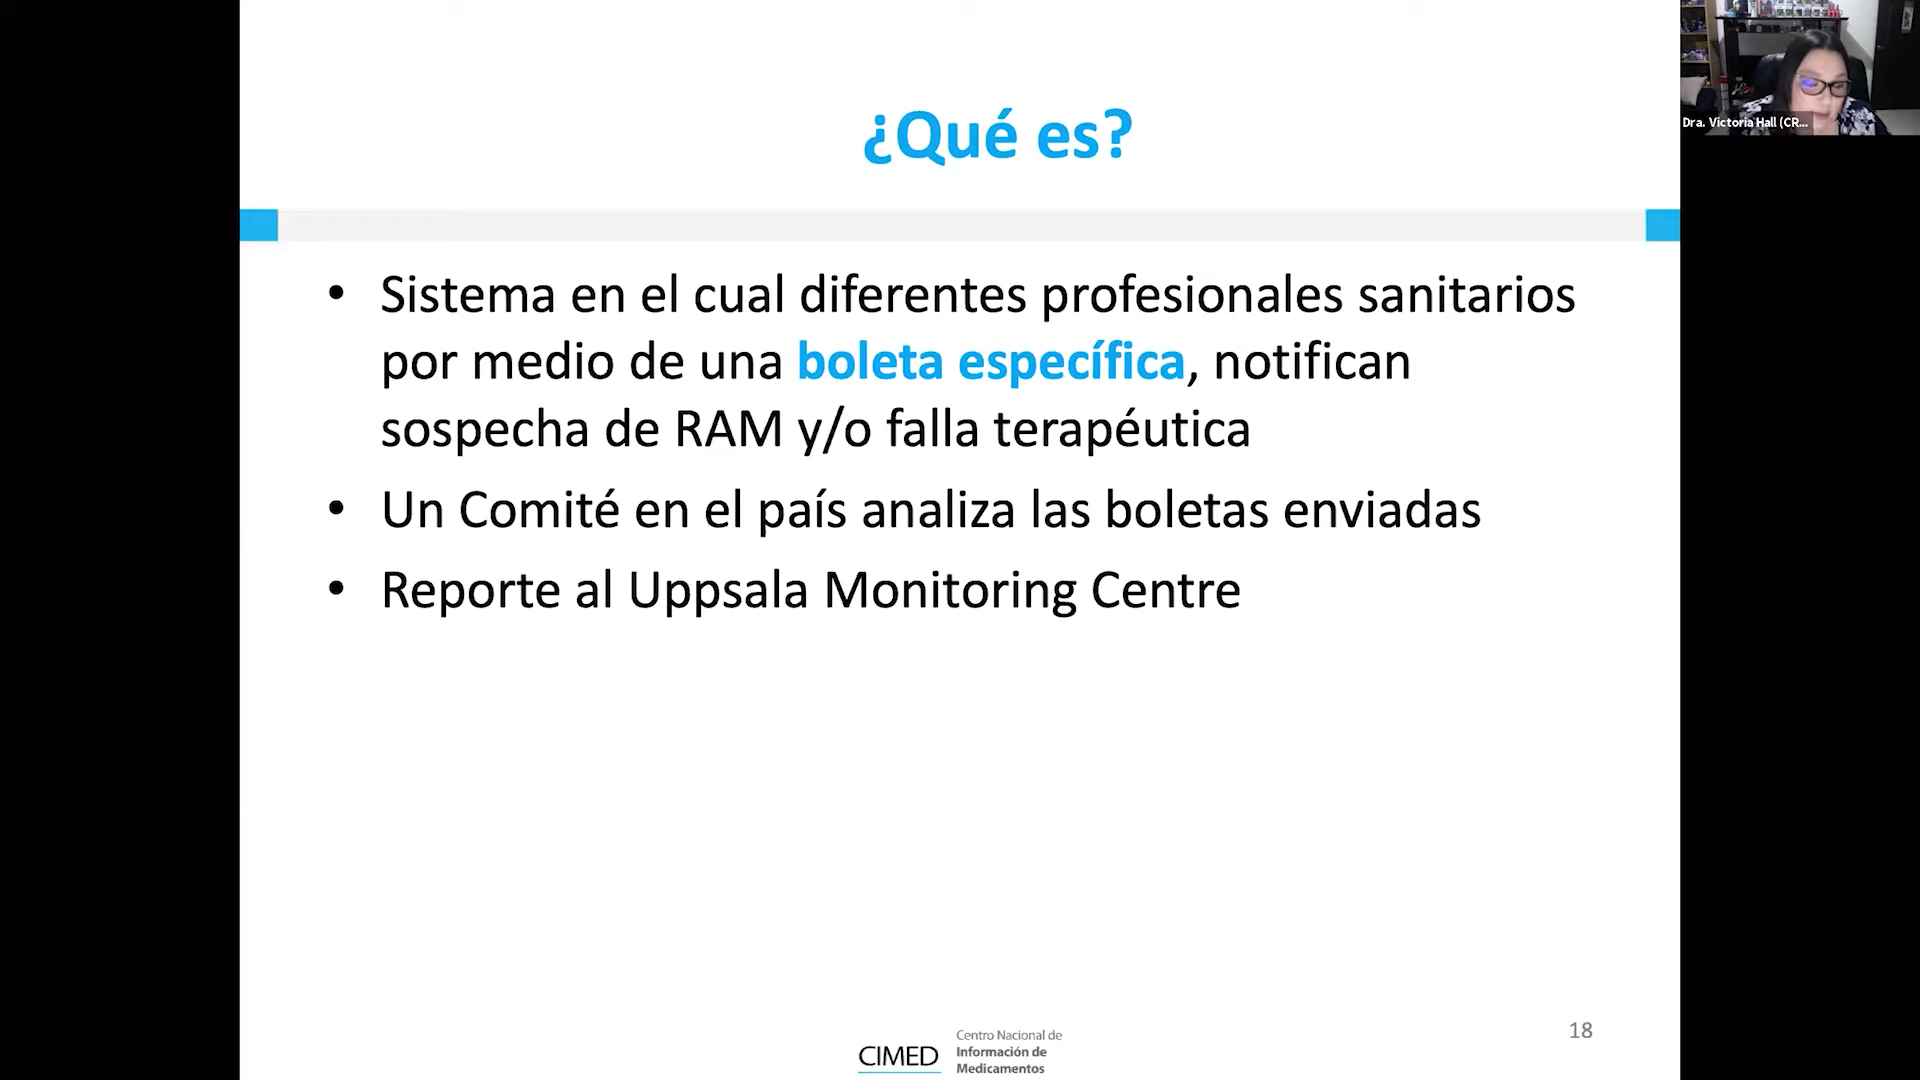 ¿Qué es?
Dra. Victoria Hall (CR...
• Sistema en el cual diferentes profesionales sanitarios
por medio de una boleta específica, notifican
sospecha de RAM y/o falla terapéutica
• Un Comité en el país analiza las boletas enviadas
• Reporte al Uppsala Monitoring Centre
18
CIMED
Centro Nacional de
Información de
Medicamentos